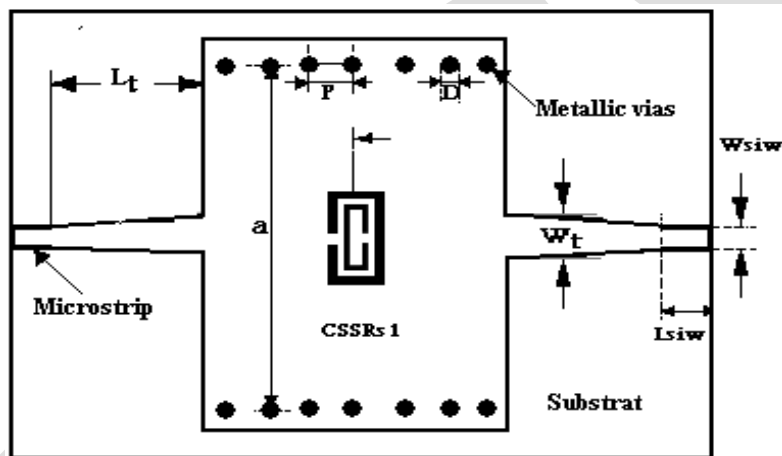 Lt
P
D
Metallic vias
Wsiw
a
Wt
Microstrip
CSSRs 1
Lsiw
Substrat